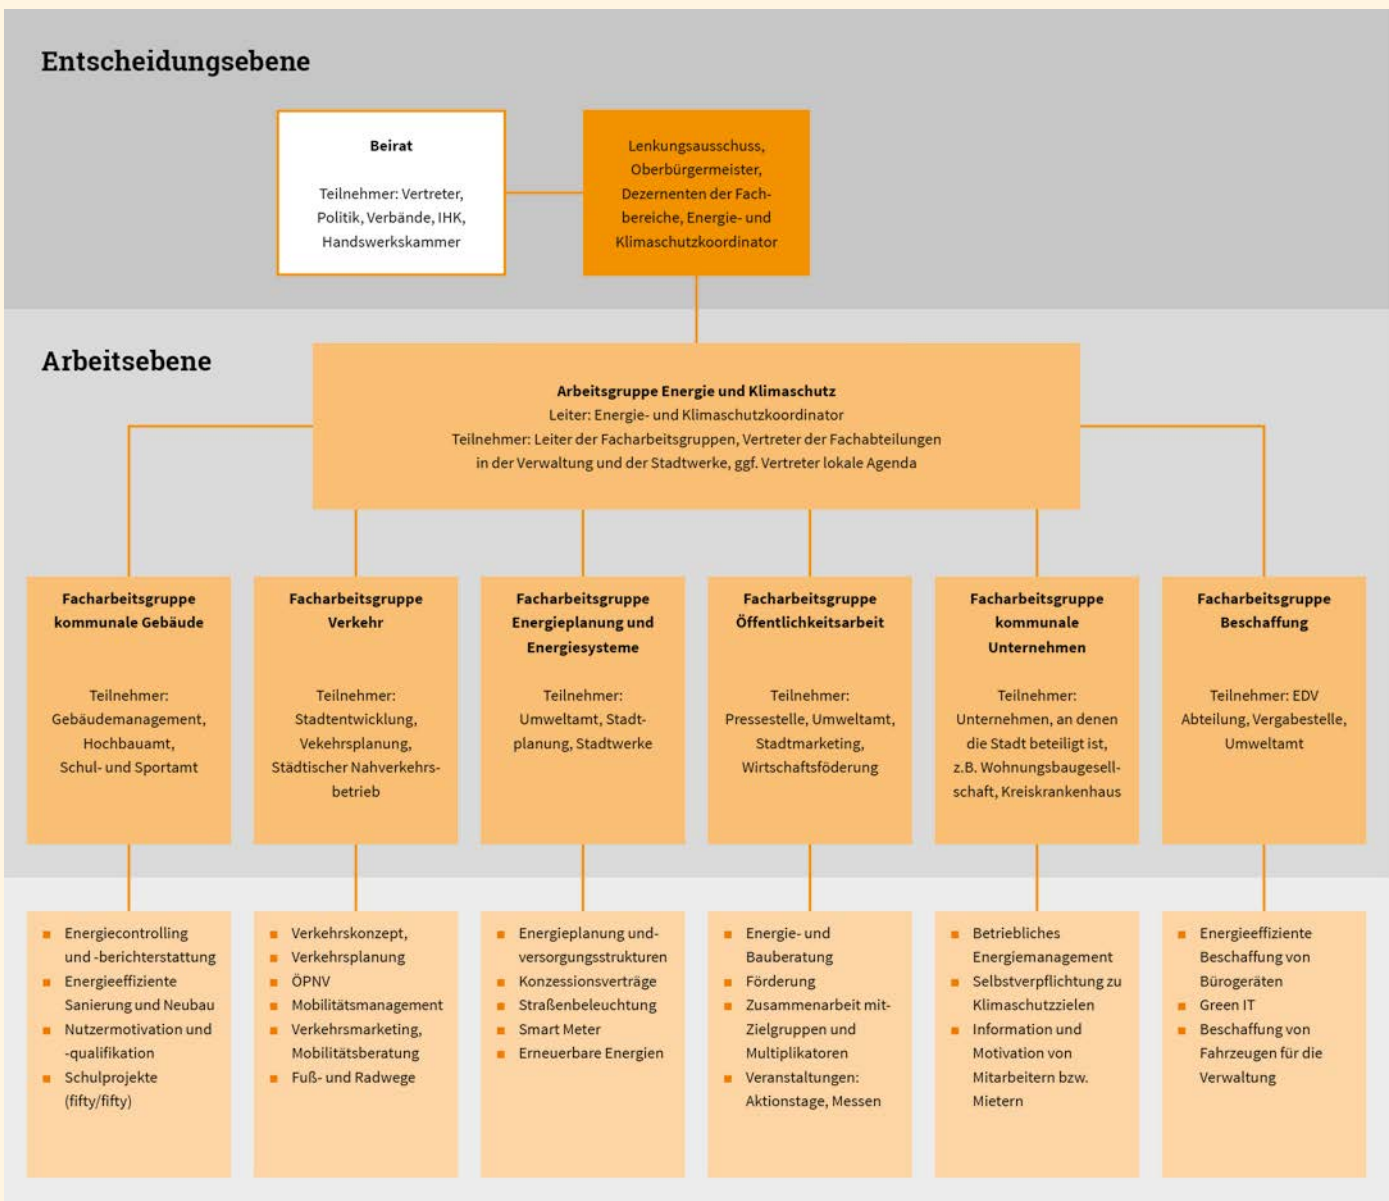 Entscheidungsebene
Beirat
Teilnehmer: Vertreter,
Politik, Verbände, IHK,
Handswerkskammer
Lenkungsausschuss,
Oberbürgermeister,
Dezernenten der Fach-
bereiche, Energie- und
Klimaschutzkoordinator
Arbeitsebene
Arbeitsgruppe Energie und Klimaschutz
Leiter: Energie- und Klimaschutzkoordinator
Teilnehmer: Leiter der Facharbeitsgruppen, Vertreter der Fachabteilungen
in der Verwaltung und der Stadtwerke, ggf. Vertreter lokale Agenda
Facharbeitsgruppe
kommunale Gebäude
Teilnehmer:
Gebäudemanagement,
Hochbauamt,
Schul- und Sportamt
Facharbeitsgruppe
Verkehr
Teilnehmer:
Stadtentwicklung,
Vekehrsplanung,
Städtischer Nahverkehrs-
betrieb
Facharbeitsgruppe
Energieplanung und
Energiesysteme
Teilnehmer:
Umweltamt, Stadt-
planung, Stadtwerke
Facharbeitsgruppe
Öffentlichkeitsarbeit
Teilnehmer:
Pressestelle, Umweltamt,
Stadtmarketing,
Wirtschaftsföderung
Facharbeitsgruppe
kommunale
Unternehmen
Teilnehmer:
Unternehmen, an denen
die Stadt beteiligt ist,
z.B. Wohnungsbaugesell-
schaft, Kreiskrankenhaus
Facharbeitsgruppe
Beschaffung
Teilnehmer: EDV
Abteilung, Vergabestelle,
Umweltamt
■ Energiecontrolling
und -berichterstattung
■ Energieeffiziente
Sanierung und Neubau
■ Nutzermotivation und
-qualifikation
■ Schulprojekte
(fifty/fifty)
■ Verkehrskonzept,
■ Verkehrsplanung
■ ÖPNV
■ Mobilitätsmanagement
■ Verkehrsmarketing,
Mobilitätsberatung
■ Fuß- und Radwege
■ Energieplanung und-
versorgungsstrukturen
■ Konzessionsverträge
■ Straßenbeleuchtung
■ Smart Meter
■ Erneuerbare Energien
■ Energie- und
Bauberatung
■ Förderung
■ Zusammenarbeit mit-
Zielgruppen und
Multiplikatoren
■ Veranstaltungen:
Aktionstage, Messen
■ Betriebliches
Energiemanagement
■ Selbstverpflichtung zu
Klimaschutzzielen
■ Information und
Motivation von
Mitarbeitern bzw.
Mietern
■ Energieeffiziente
Beschaffung von
Bürogeräten
■ Green IT
■ Beschaffung von
Fahrzeugen für die
Verwaltung